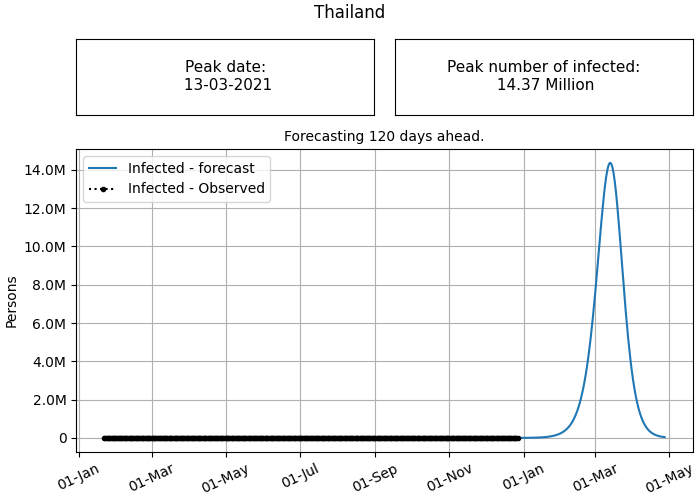 Thailand
Peak date:
13-03-2021
Peak number of infected:
14.37 Million
Forecasting 120 days ahead.
Infected - forecast
Infected - Observed
Persons
14.0M
12.0M
10.0M
8.0M
6.0M
4.0M
2.0M
0
01-Jan
01-Mar
01-May
01-Jul
01-Sep
01-Nov
01-Jan
01-Mar
01-May